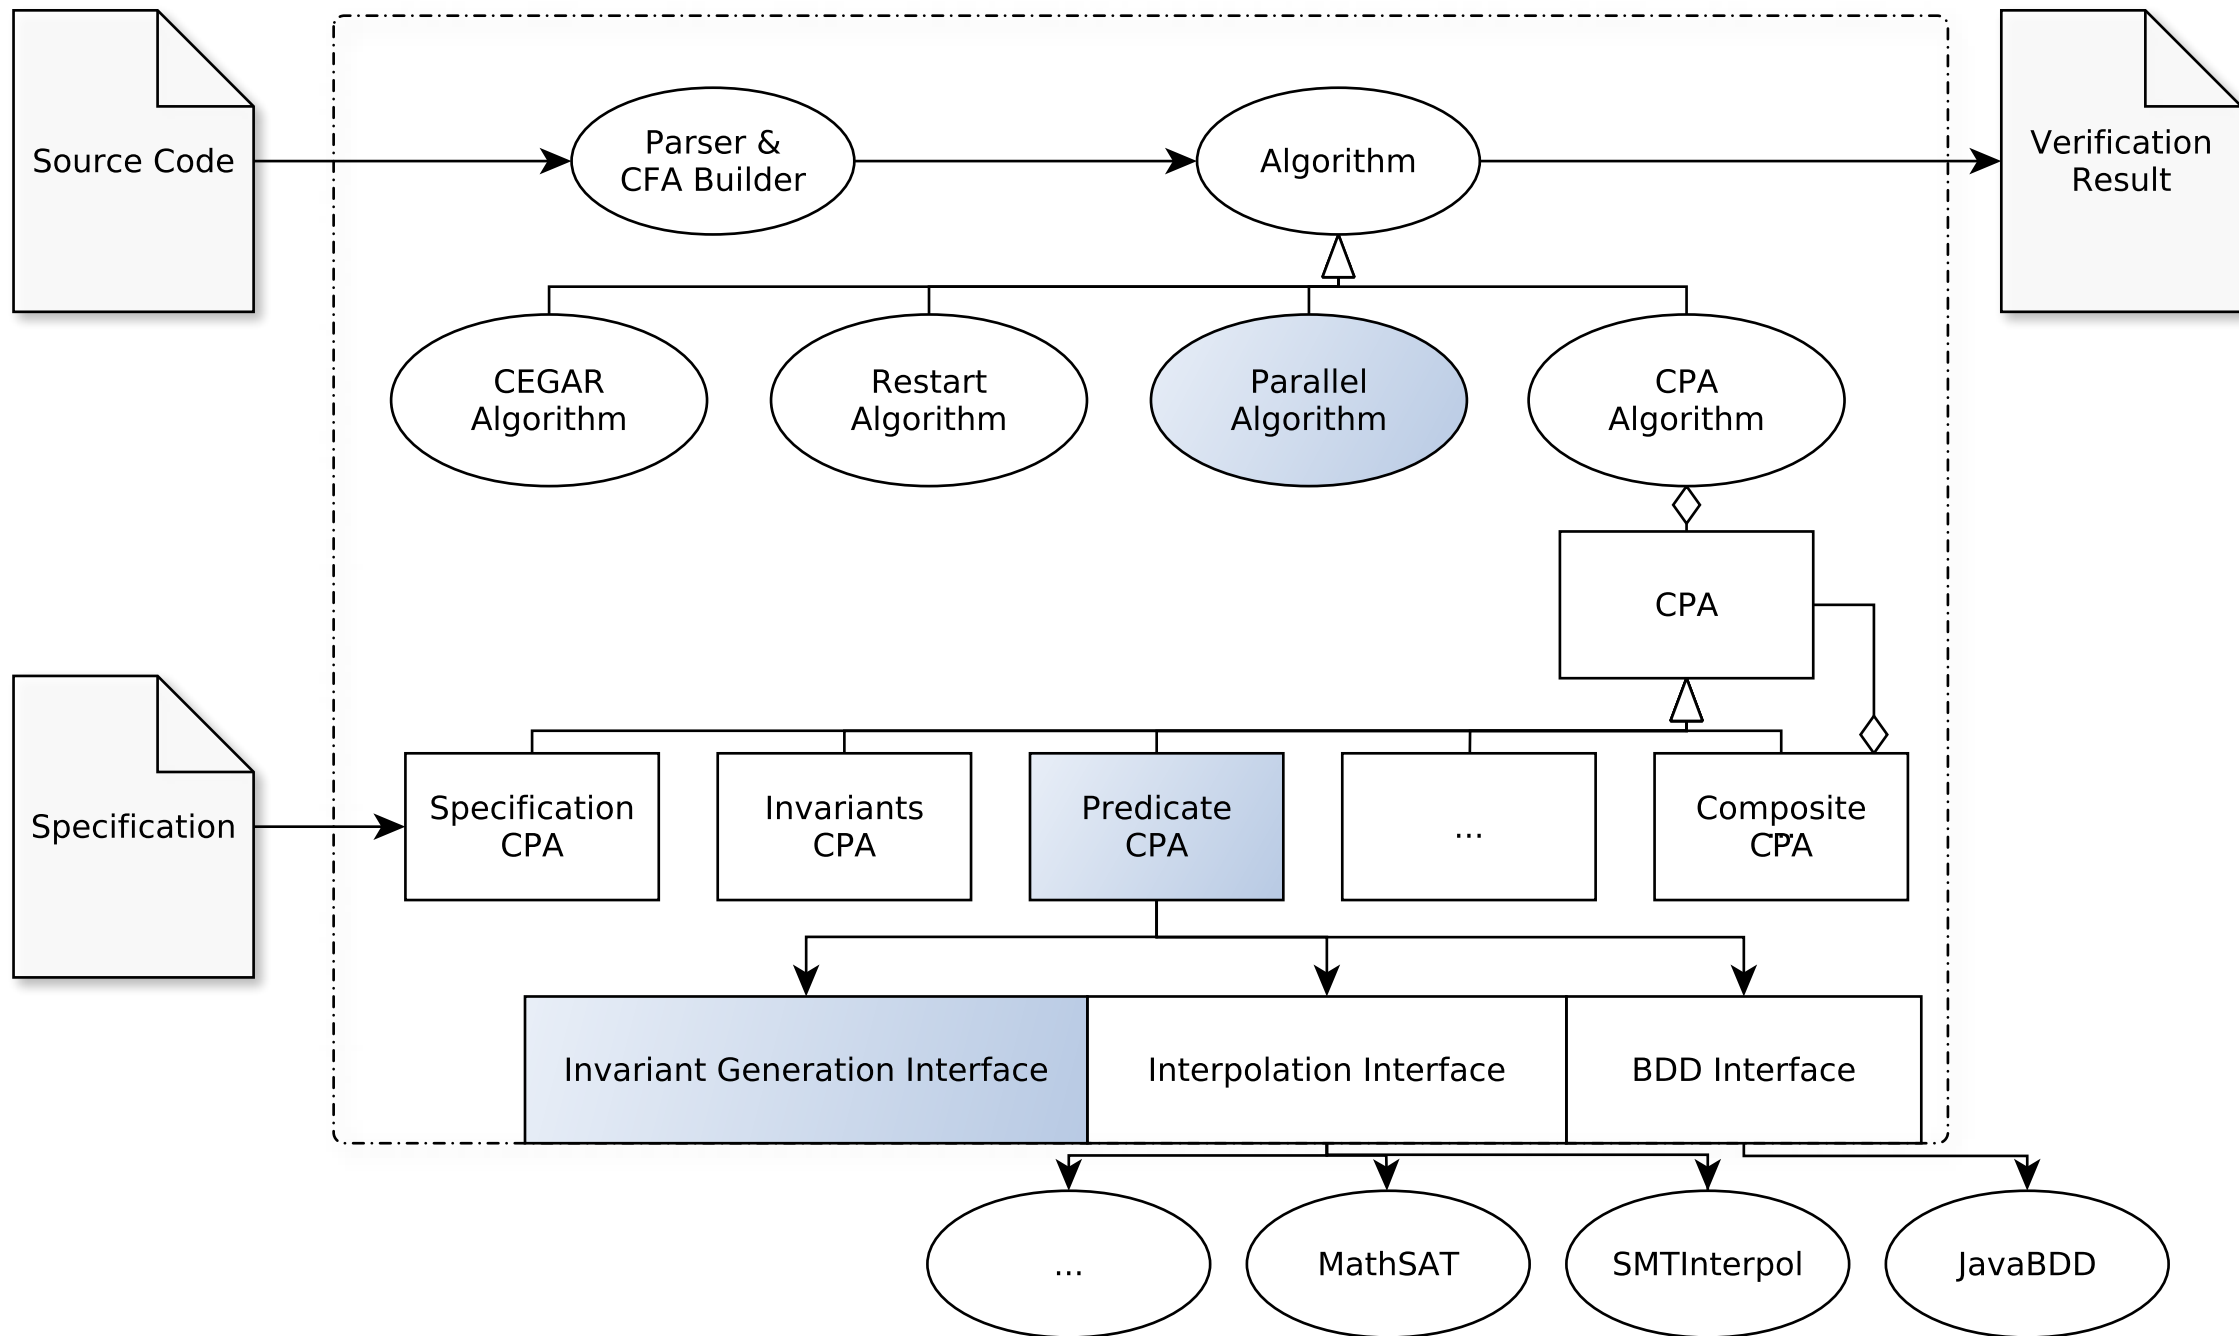 Source Code
Parser &
CFA Builder
Algorithm
Verification
Result
CEGAR
Algorithm
Restart
Algorithm
Parallel
Algorithm
CPA
Algorithm
CPA
Specification
Specification
CPA
Invariants
CPA
Predicate
CPA
...
Composite
CPA
...
Invariant Generation Interface
Interpolation Interface
BDD Interface
...
MathSAT
SMTInterpol
JavaBDD